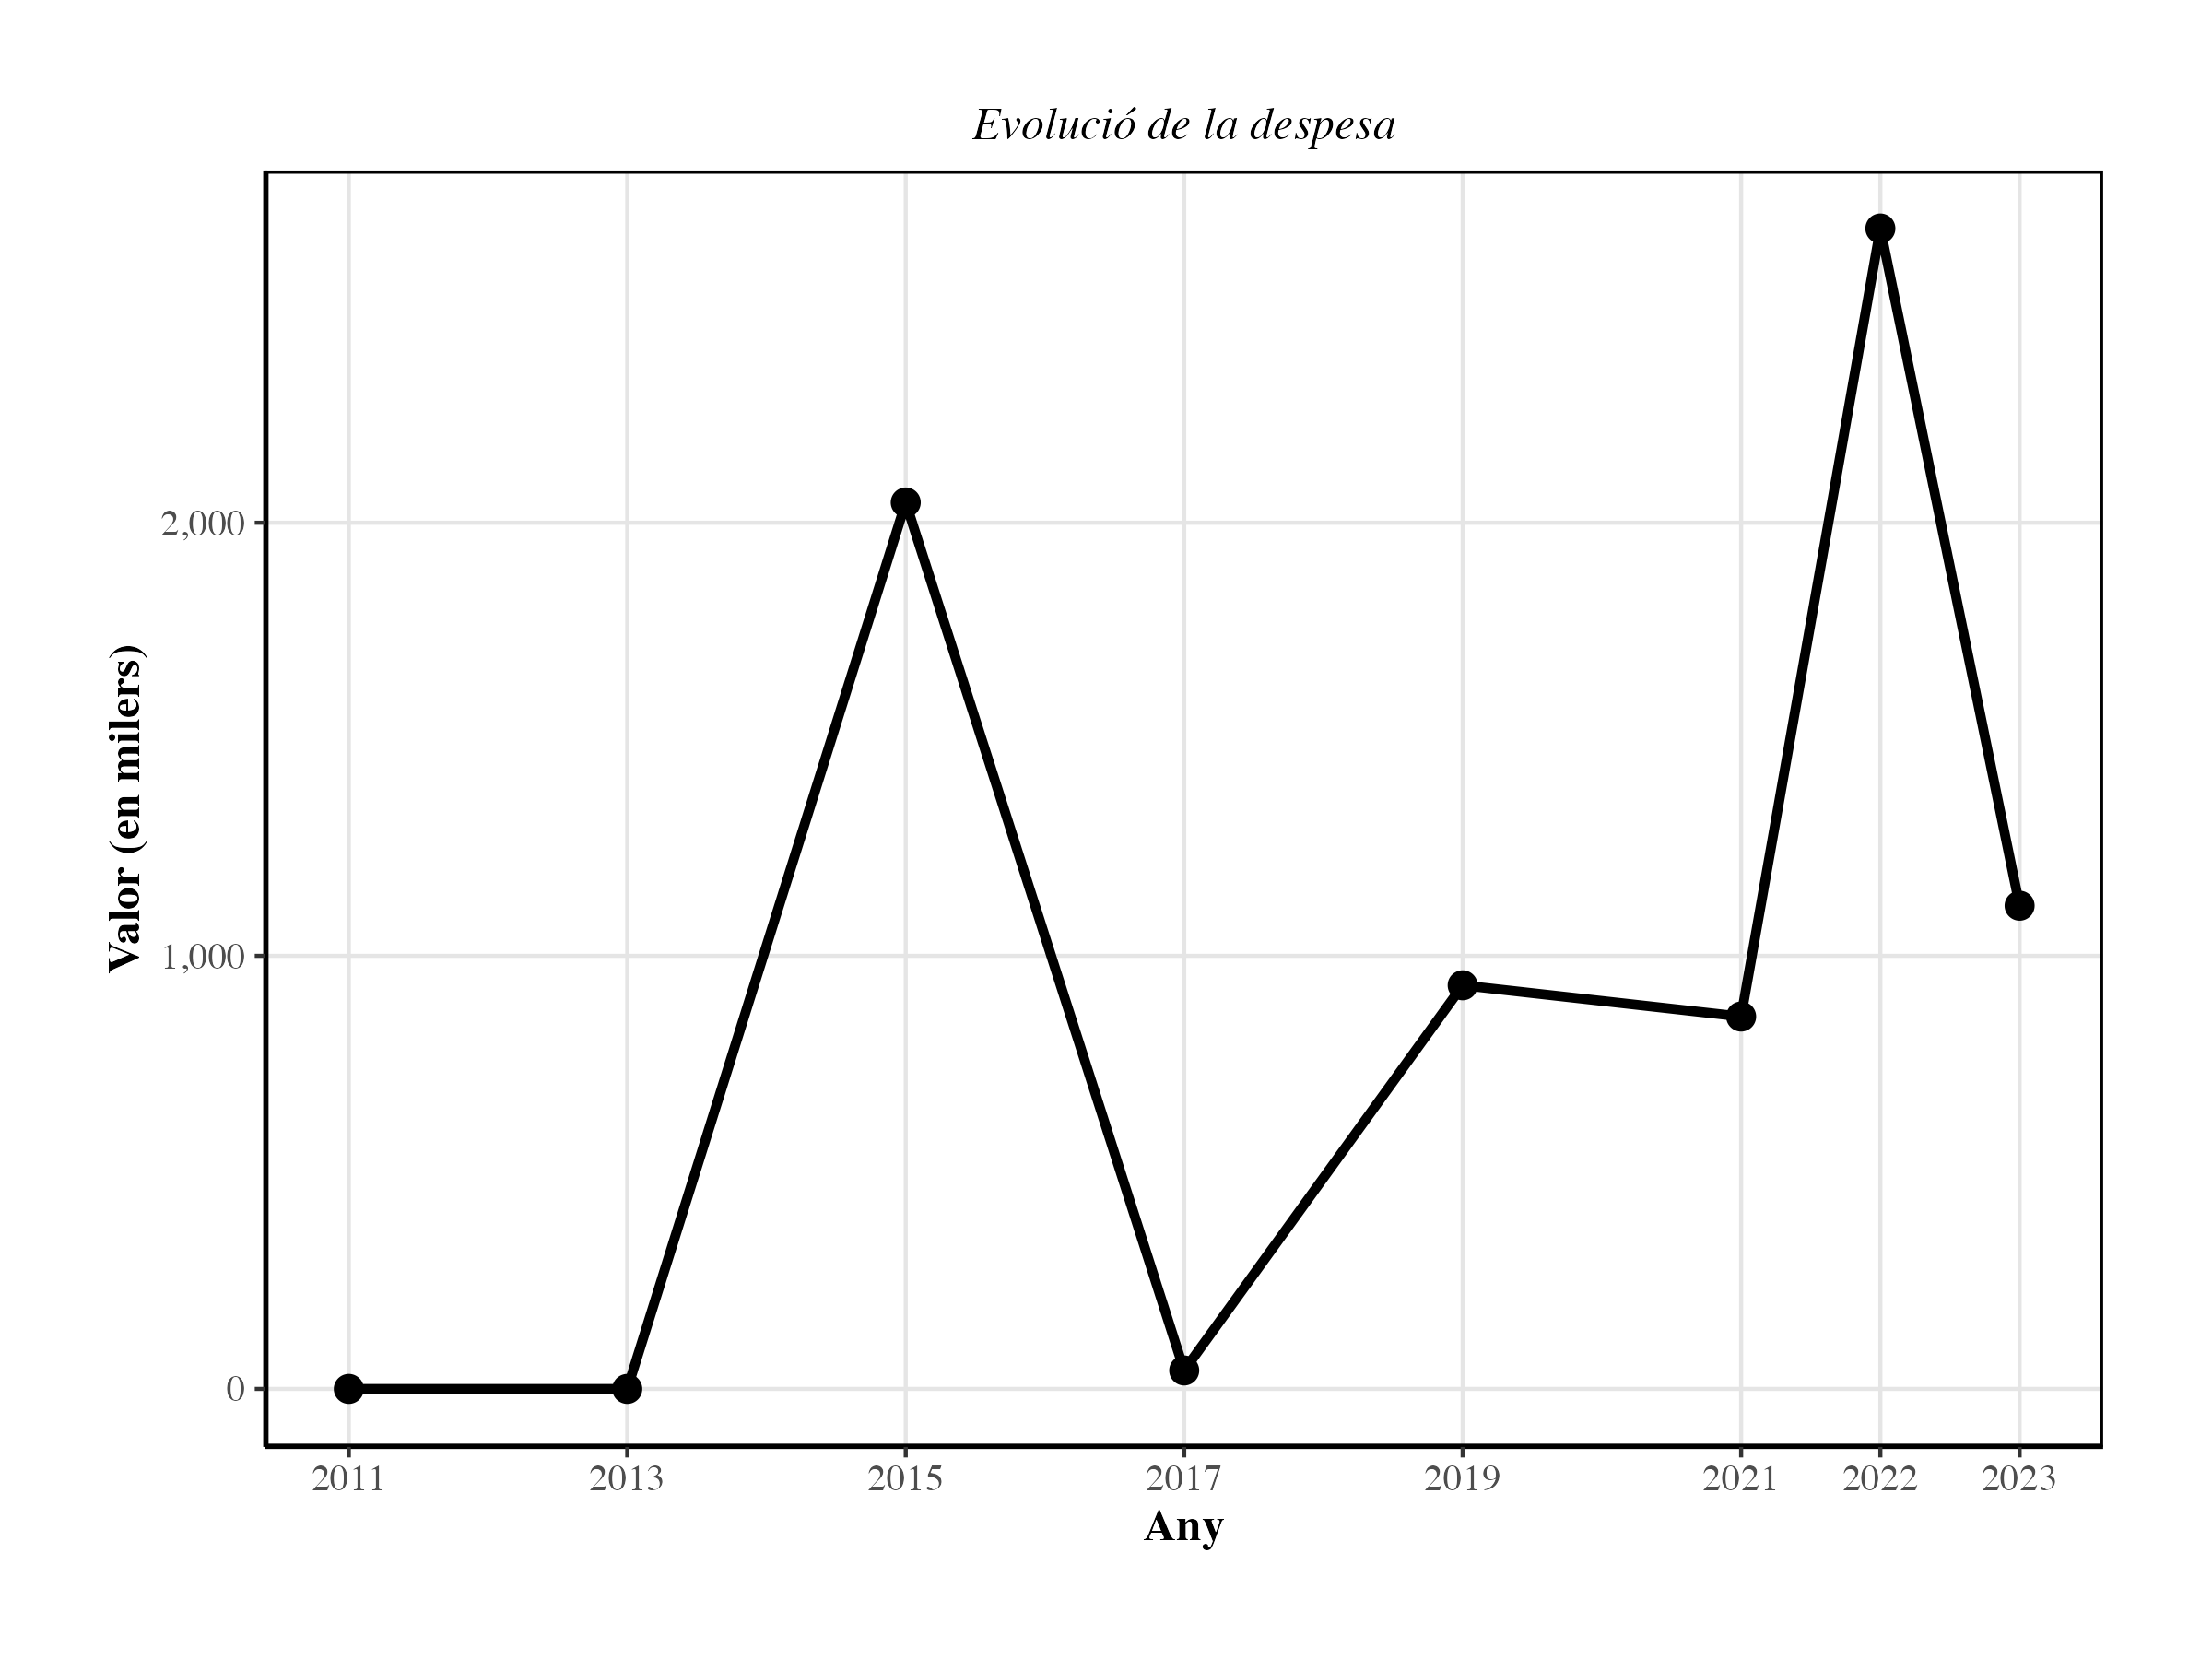 Evolució de la despesa
Valor (en milers)
2,000
1,000
0
2011 2013 2015 2017 2019 2021 2022 2023
Any